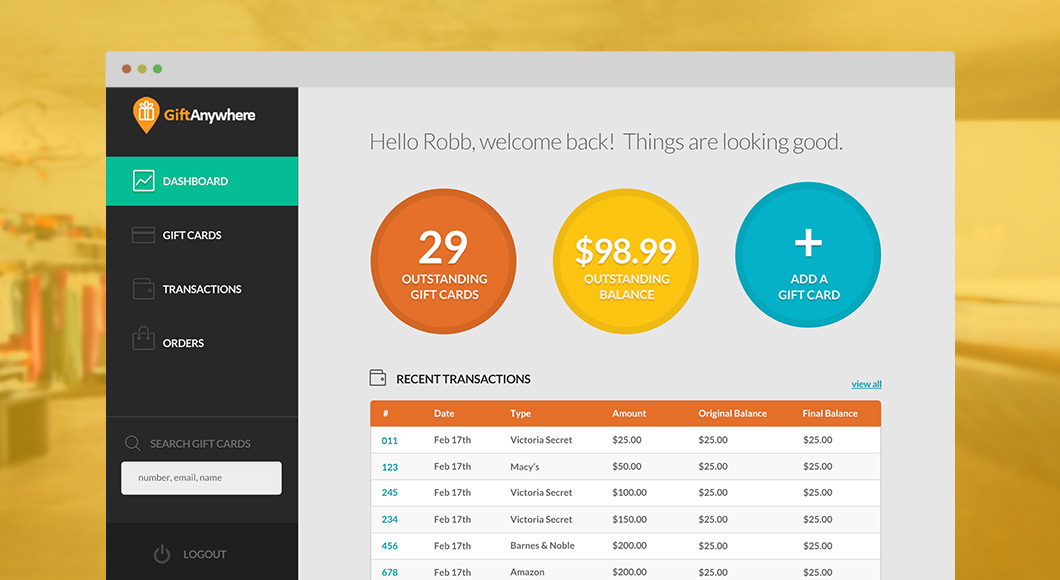 GiftAnywhere
DASHBOARD
GIFT CARDS
TRANSACTIONS
ORDERS
SEARCH GIFT CARDS
number, email, name
LOGOUT
Hello Robb, welcome back! Things are looking good.
29
OUTSTANDING
GIFT CARDS
$98.99
OUTSTANDING
BALANCE
+
ADD A
GIFT CARD
RECENT TRANSACTIONS
view all
# Date Type Amount Original Balance Final Balance
011 Feb 17th Victoria Secret $25.00 $25.00 $25.00
123 Feb 17th Macy's $50.00 $25.00 $25.00
245 Feb 17th Victoria Secret $100.00 $25.00 $25.00
234 Feb 17th Victoria Secret $150.00 $25.00 $25.00
456 Feb 17th Barnes & Noble $200.00 $25.00 $25.00
678 Feb 17th Amazon $200.00 $25.00 $25.00